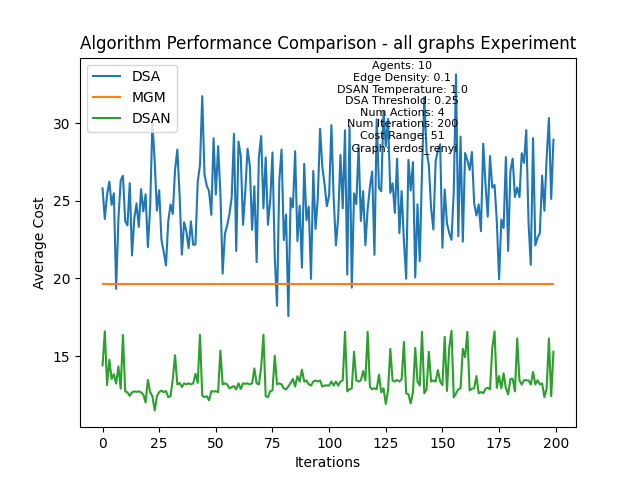 Algorithm Performance Comparison - all graphs Experiment
DSA
MGM
DSAN
Agents: 10
Edge Density: 0.1
DSAN Temperature: 1.0
DSA Threshold: 0.25
Num Actions: 4
Num Iterations: 200
Cost Range: 51
Graph: erdos_renyi
Average Cost
30
25
20
15
0
25
50
75
100
125
150
175
200
Iterations